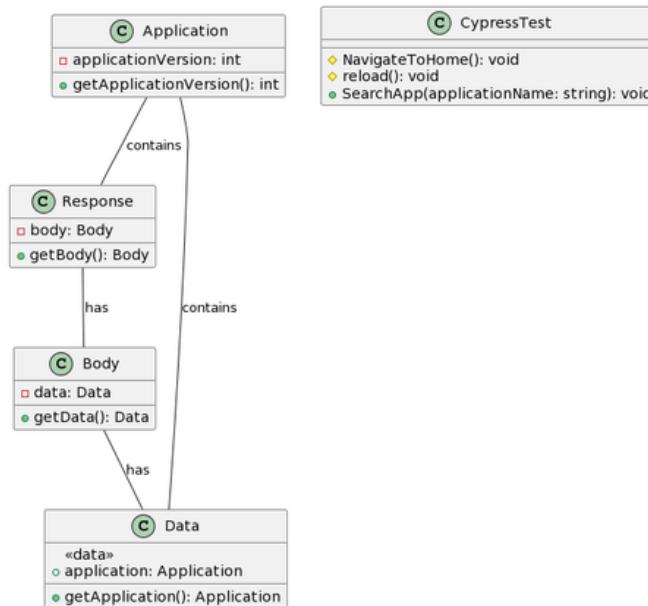 C Application
applicationVersion: int
getApplicationVersion(): int
C CypressTest
NavigateToHome(): void
reload(): void
SearchApp(applicationName: string): void
contains
C Response
body: Body
getBody(): Body
has
contains
C Body
data: Data
getData(): Data
has
C Data
«data»
application: Application
getApplication(): Application